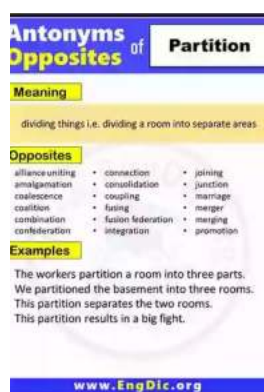 Antonyms of Partition
Opposites
Meaning
dividing things i.e. dividing a room into separate areas
Opposites
alliance uniting • connection • joining
amalgamation • consolidation • junction
coalescence • coupling • marriage
coalition • fusing • merger
combination • fusion federation • merging
confederation • integration • promotion
Examples
The workers partition a room into three parts.
We partitioned the basement into three rooms.
This partition separates the two rooms.
This partition results in a big fight.
www.EngDic.org